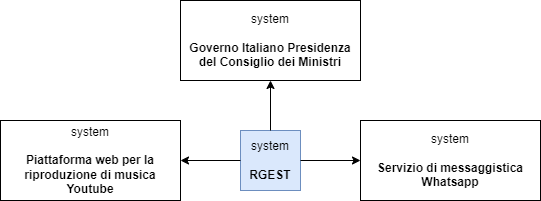 system
Governo Italiano Presidenza
del Consiglio dei Ministri
system
Piattaforma web per la
riproduzione di musica
Youtube
system
RGEST
system
Servizio di messaggistica
Whatsapp